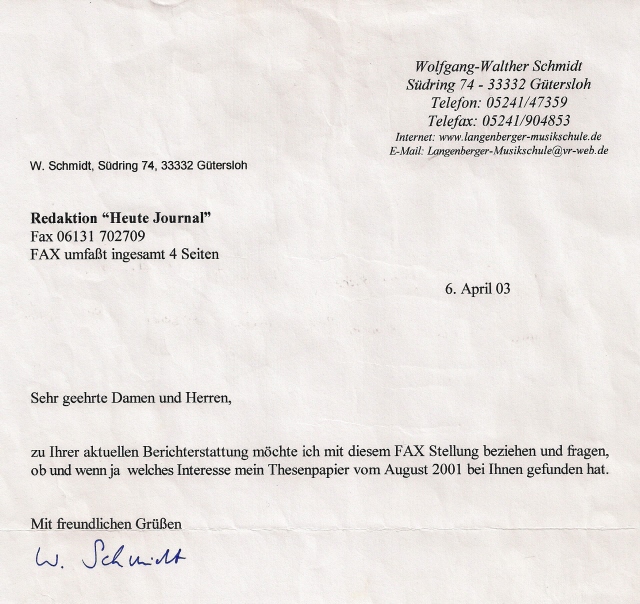 Wolfgang-Walther Schmidt
Südring 74 - 33332 Gütersloh
Telefon: 05241/47359
Telefax: 05241/904853
Internet: www.langenberger-musikschule.de
E-Mail: Langenberger-Musikschule@vr-web.de
W. Schmidt, Südring 74, 33332 Gütersloh
Redaktion “Heute Journal”
Fax 06131 702709
FAX umfaßt ingesamt 4 Seiten
6. April 03
Sehr geehrte Damen und Herren,
zu Ihrer aktuellen Berichterstattung möchte ich mit diesem FAX Stellung beziehen und fragen,
ob und wenn ja welches Interesse mein Thesenpapier vom August 2001 bei Ihnen gefunden hat.
Mit freundlichen Grüßen
W. Schmidt